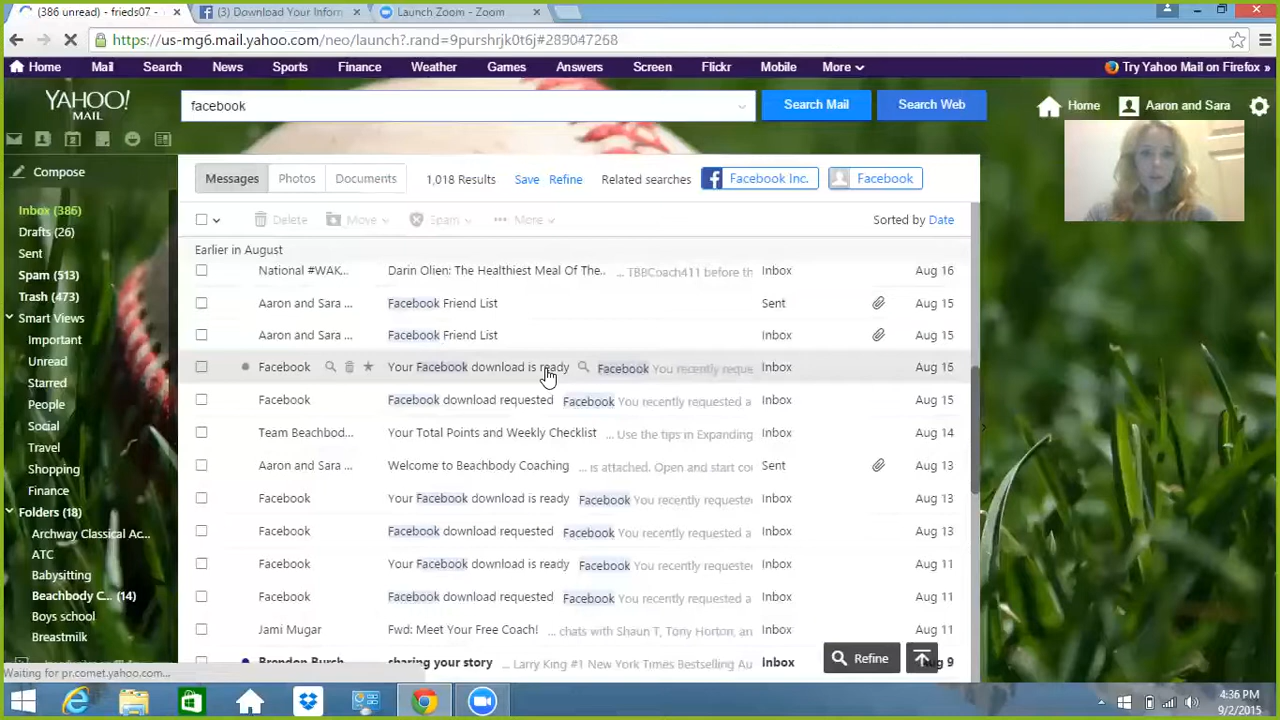 (386 unread) - frieds07 - × (3) Download Your Inform × Launch Zoom - Zoom ×
https://us-mg6.mail.yahoo.com/neo/launch?.rand=9purshrjk0t6j#289047268
Home Mail Search News Sports Finance Weather Games Answers Screen Flickr Mobile More Try Yahoo Mail on Firefox »
YAHOO! MAIL facebook Search Mail Search Web Home Aaron and Sara
Compose Messages Photos Documents 1,018 Results Save Refine Related searches Facebook Inc. Facebook
Inbox (386) Delete Move Spam More Sorted by Date
Drafts (26)
Sent
Spam (513)
Trash (473)
Smart Views
Important
Unread
Starred
People
Social
Travel
Shopping
Finance
Folders (18)
Archway Classical Ac...
ATC
Babysitting
Beachbody C... (14)
Boys school
Breastmilk
Earlier in August
National #WAK... Darin Olien: The Healthiest Meal Of The.. ... TBBCoach411 before th Inbox Aug 16
Aaron and Sara ... Facebook Friend List Sent Aug 15
Aaron and Sara ... Facebook Friend List Inbox Aug 15
Facebook Your Facebook download is ready Facebook You recently reque Inbox Aug 15
Facebook Facebook download requested Facebook You recently requested a Inbox Aug 15
Team Beachbod... Your Total Points and Weekly Checklist ... Use the tips in Expanding Inbox Aug 14
Aaron and Sara ... Welcome to Beachbody Coaching ... is attached. Open and start co Sent Aug 13
Facebook Your Facebook download is ready Facebook You recently requested Inbox Aug 13
Facebook Facebook download requested Facebook You recently requested a Inbox Aug 13
Facebook Your Facebook download is ready Facebook You recently requested Inbox Aug 11
Facebook Facebook download requested Facebook You recently requested a Inbox Aug 11
Jami Mugar Fwd: Meet Your Free Coach! ... chats with Shaun T, Tony Horton, an Inbox Aug 11
Brendon Burch... sharing your story ... Larry King #1 New York Times Bestselling Au Inbox Aug 9
Refine
Waiting for pr.comet.yahoo.com...
4:36 PM
9/2/2015